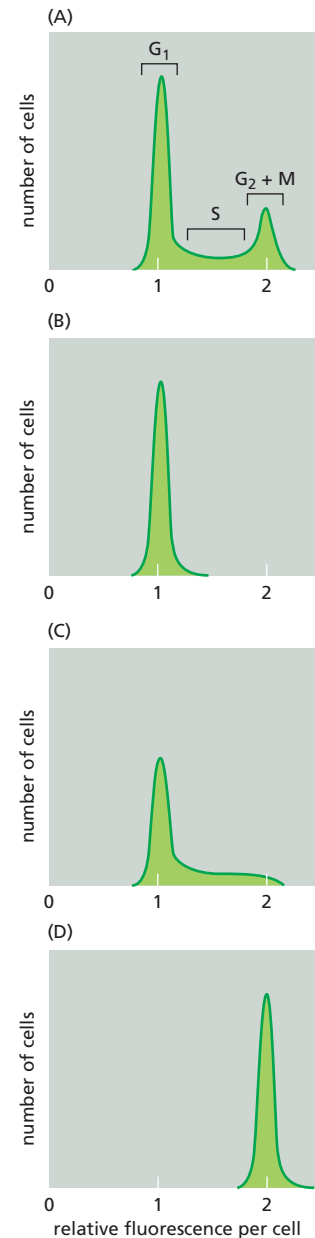 (A)
G1
G2 + M
S
number of cells
0 1 2
(B)
number of cells
0 1 2
(C)
number of cells
0 1 2
(D)
number of cells
0 1 2
relative fluorescence per cell